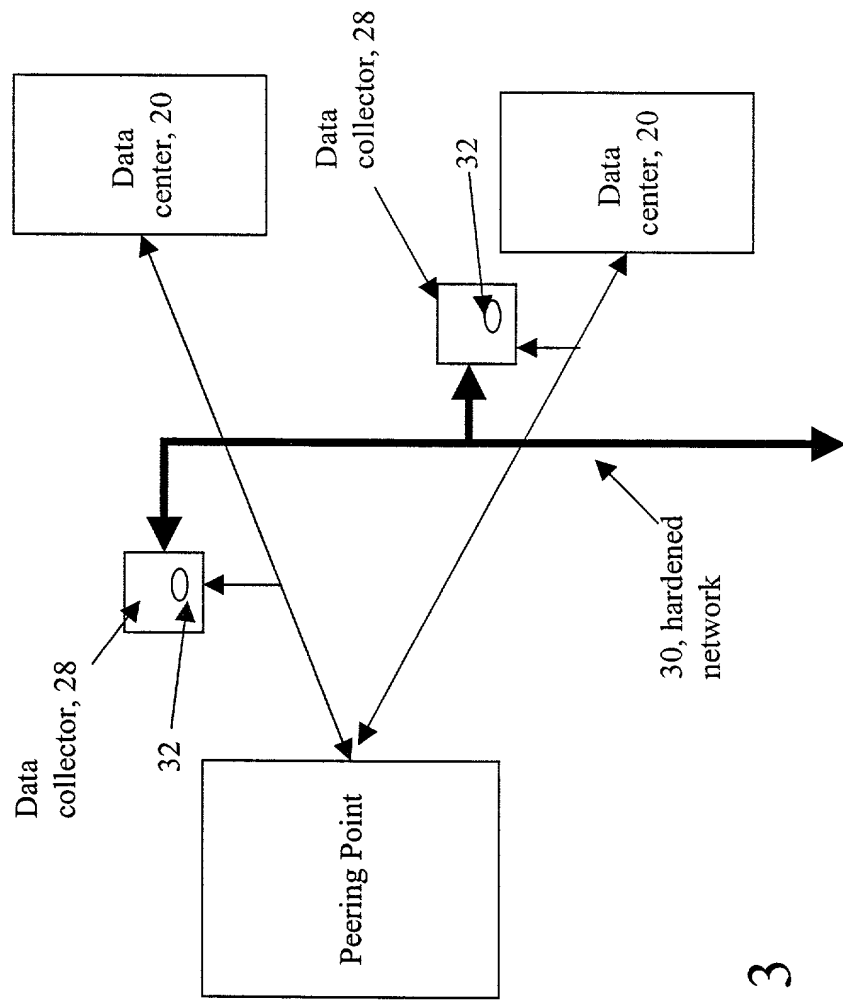 Data
collector, 28
32
Peering Point
30, hardened
network
Data
center, 20
Data
collector, 28
32
Data
center, 20
3